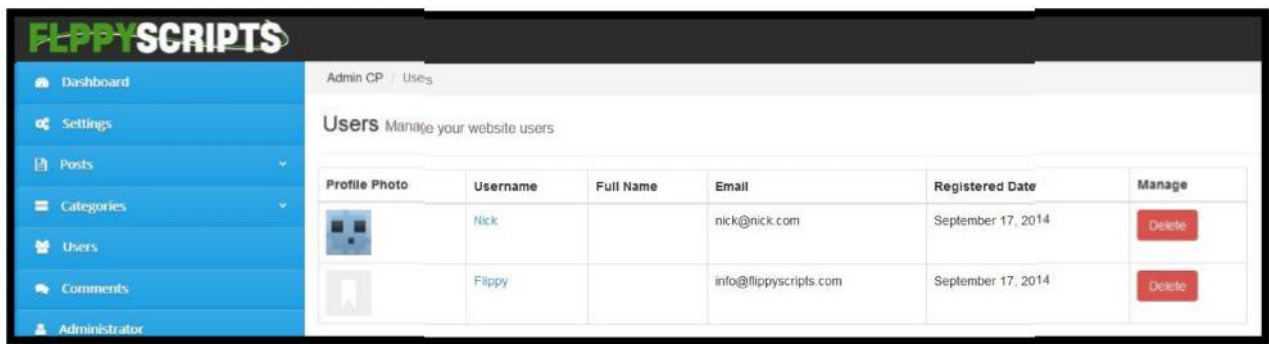 FLPPYSCRIPTS
Dashboard
Settings
Posts
Categories
Users
Comments
Administrator
Admin CP / Users
Users Manage your website users
Profile Photo Username Full Name Email Registered Date Manage
Nick nick@nick.com September 17, 2014 Delete
Flippy info@flippyscripts.com September 17, 2014 Delete